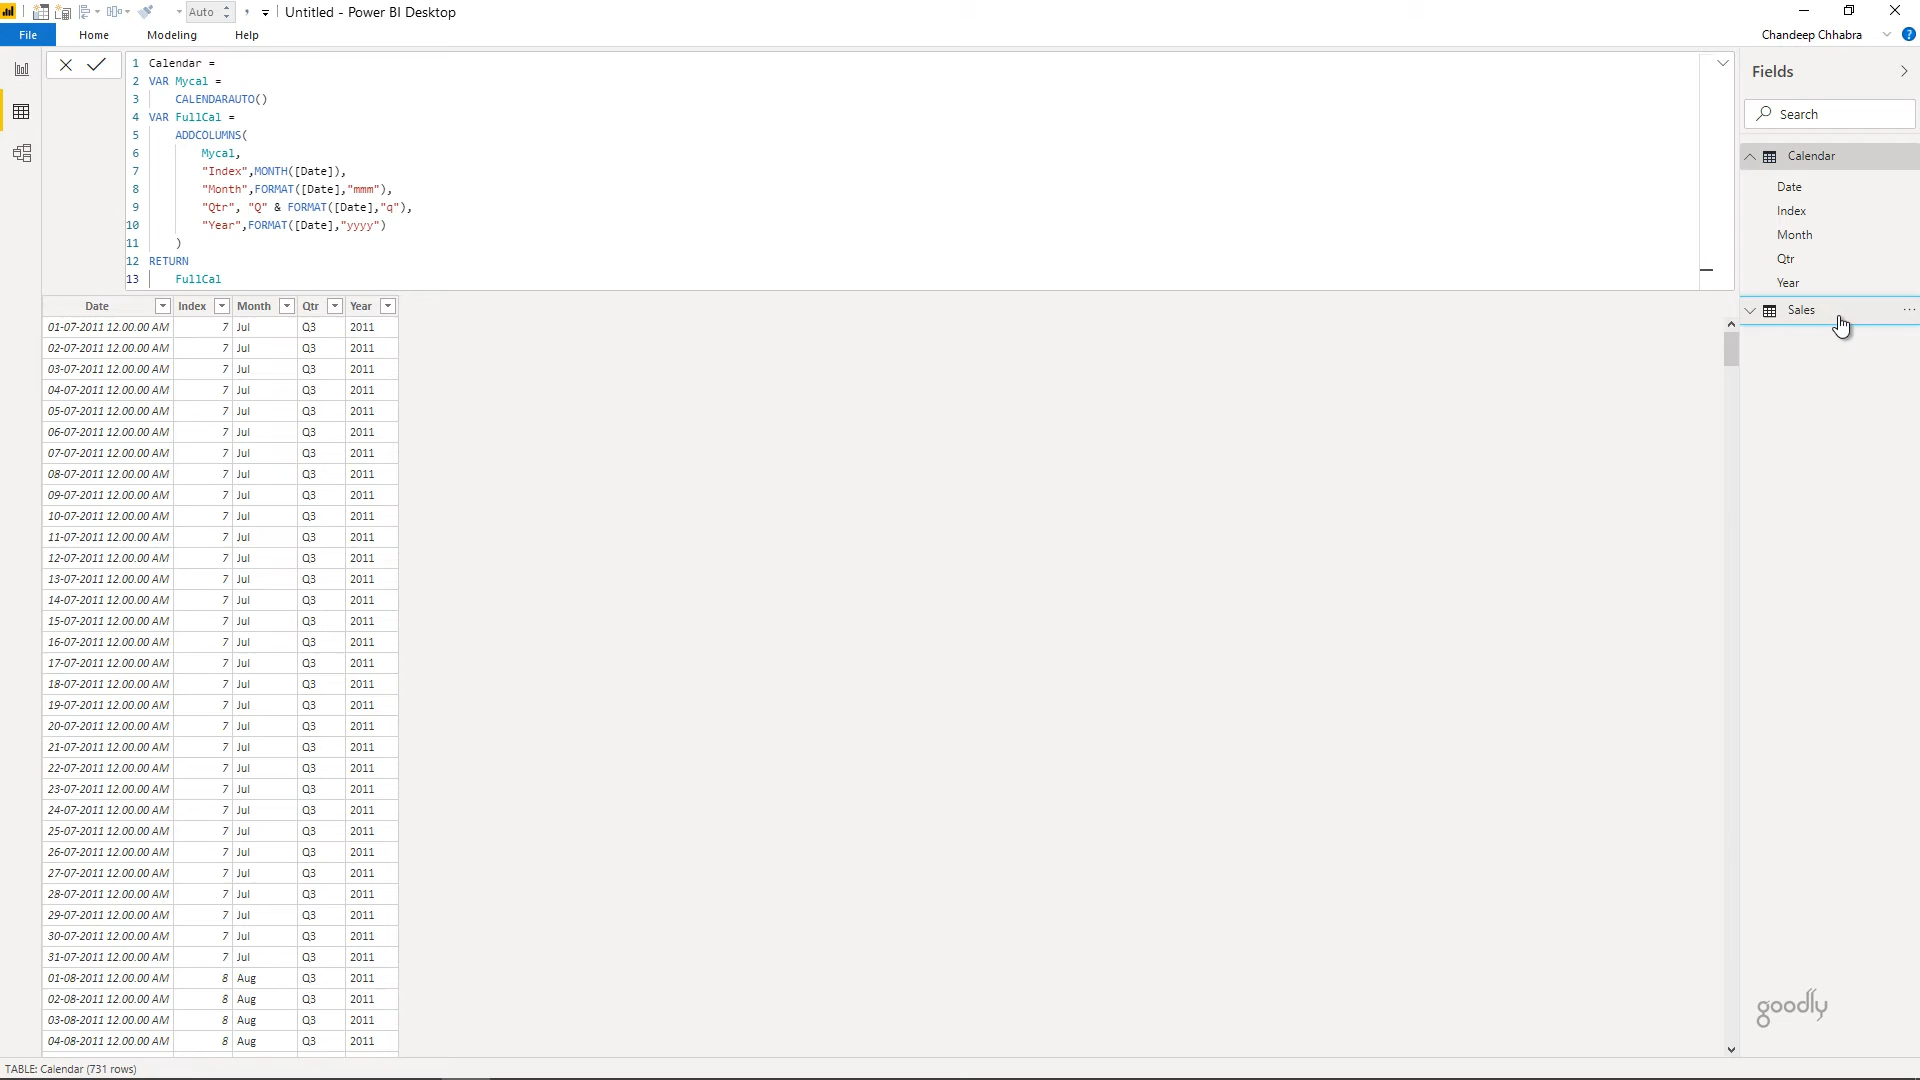 Auto
Untitled - Power BI Desktop
File Home Modeling Help
Chandeep Chhabra
1 Calendar =
2 VAR Mycal =
3 CALENDARAUTO()
4 VAR FullCal =
5 ADDCOLUMNS(
6 Mycal,
7 "Index",MONTH([Date]),
8 "Month",FORMAT([Date],"mmm"),
9 "Qtr", "Q" & FORMAT([Date],"q"),
10 "Year",FORMAT([Date],"yyyy")
11 )
12 RETURN
13 FullCal
Date Index Month Qtr Year
01-07-2011 12.00.00 AM 7 Jul Q3 2011
02-07-2011 12.00.00 AM 7 Jul Q3 2011
03-07-2011 12.00.00 AM 7 Jul Q3 2011
04-07-2011 12.00.00 AM 7 Jul Q3 2011
05-07-2011 12.00.00 AM 7 Jul Q3 2011
06-07-2011 12.00.00 AM 7 Jul Q3 2011
07-07-2011 12.00.00 AM 7 Jul Q3 2011
08-07-2011 12.00.00 AM 7 Jul Q3 2011
09-07-2011 12.00.00 AM 7 Jul Q3 2011
10-07-2011 12.00.00 AM 7 Jul Q3 2011
11-07-2011 12.00.00 AM 7 Jul Q3 2011
12-07-2011 12.00.00 AM 7 Jul Q3 2011
13-07-2011 12.00.00 AM 7 Jul Q3 2011
14-07-2011 12.00.00 AM 7 Jul Q3 2011
15-07-2011 12.00.00 AM 7 Jul Q3 2011
16-07-2011 12.00.00 AM 7 Jul Q3 2011
17-07-2011 12.00.00 AM 7 Jul Q3 2011
18-07-2011 12.00.00 AM 7 Jul Q3 2011
19-07-2011 12.00.00 AM 7 Jul Q3 2011
20-07-2011 12.00.00 AM 7 Jul Q3 2011
21-07-2011 12.00.00 AM 7 Jul Q3 2011
22-07-2011 12.00.00 AM 7 Jul Q3 2011
23-07-2011 12.00.00 AM 7 Jul Q3 2011
24-07-2011 12.00.00 AM 7 Jul Q3 2011
25-07-2011 12.00.00 AM 7 Jul Q3 2011
26-07-2011 12.00.00 AM 7 Jul Q3 2011
27-07-2011 12.00.00 AM 7 Jul Q3 2011
28-07-2011 12.00.00 AM 7 Jul Q3 2011
29-07-2011 12.00.00 AM 7 Jul Q3 2011
30-07-2011 12.00.00 AM 7 Jul Q3 2011
31-07-2011 12.00.00 AM 7 Jul Q3 2011
01-08-2011 12.00.00 AM 8 Aug Q3 2011
02-08-2011 12.00.00 AM 8 Aug Q3 2011
03-08-2011 12.00.00 AM 8 Aug Q3 2011
04-08-2011 12.00.00 AM 8 Aug Q3 2011
TABLE: Calendar (731 rows)
Fields
Search
Calendar
Date
Index
Month
Qtr
Year
Sales
goodly